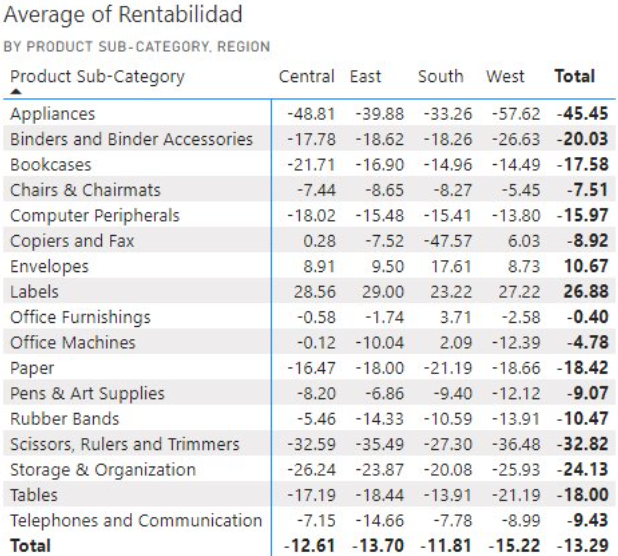 Average of Rentabilidad
BY PRODUCT SUB-CATEGORY, REGION
Product Sub-Category Central East South West Total
Appliances -48.81 -39.88 -33.26 -57.62 -45.45
Binders and Binder Accessories -17.78 -18.62 -18.26 -26.63 -20.03
Bookcases -21.71 -16.90 -14.96 -14.49 -17.58
Chairs & Chairmats -7.44 -8.65 -8.27 -5.45 -7.51
Computer Peripherals -18.02 -15.48 -15.41 -13.80 -15.97
Copiers and Fax 0.28 -7.52 -47.57 6.03 -8.92
Envelopes 8.91 9.50 17.61 8.73 10.67
Labels 28.56 29.00 23.22 27.22 26.88
Office Furnishings -0.58 -1.74 3.71 -2.58 -0.40
Office Machines -0.12 -10.04 2.09 -12.39 -4.78
Paper -16.47 -18.00 -21.19 -18.66 -18.42
Pens & Art Supplies -8.20 -6.86 -9.40 -12.12 -9.07
Rubber Bands -5.46 -14.33 -10.59 -13.91 -10.47
Scissors, Rulers and Trimmers -32.59 -35.49 -27.30 -36.48 -32.82
Storage & Organization -26.24 -23.87 -20.08 -25.93 -24.13
Tables -17.19 -18.44 -13.91 -21.19 -18.00
Telephones and Communication -7.15 -14.66 -7.78 -8.99 -9.43
Total -12.61 -13.70 -11.81 -15.22 -13.29